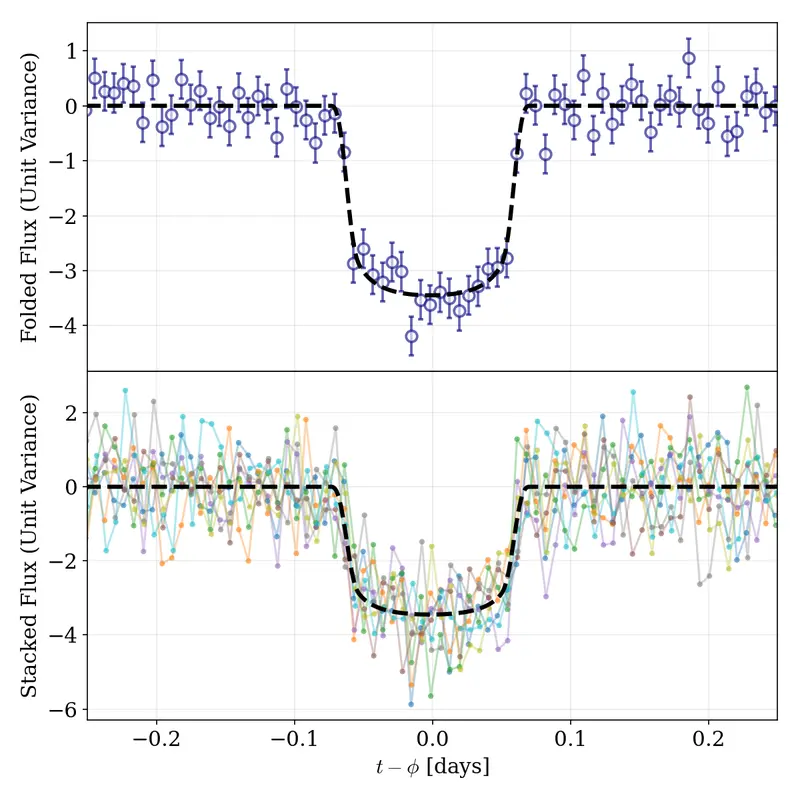 Folded Flux (Unit Variance)
1
0
−1
−2
−3
−4
Stacked Flux (Unit Variance)
2
0
−2
−4
−6
−0.2 −0.1 0.0 0.1 0.2
t − ϕ [days]